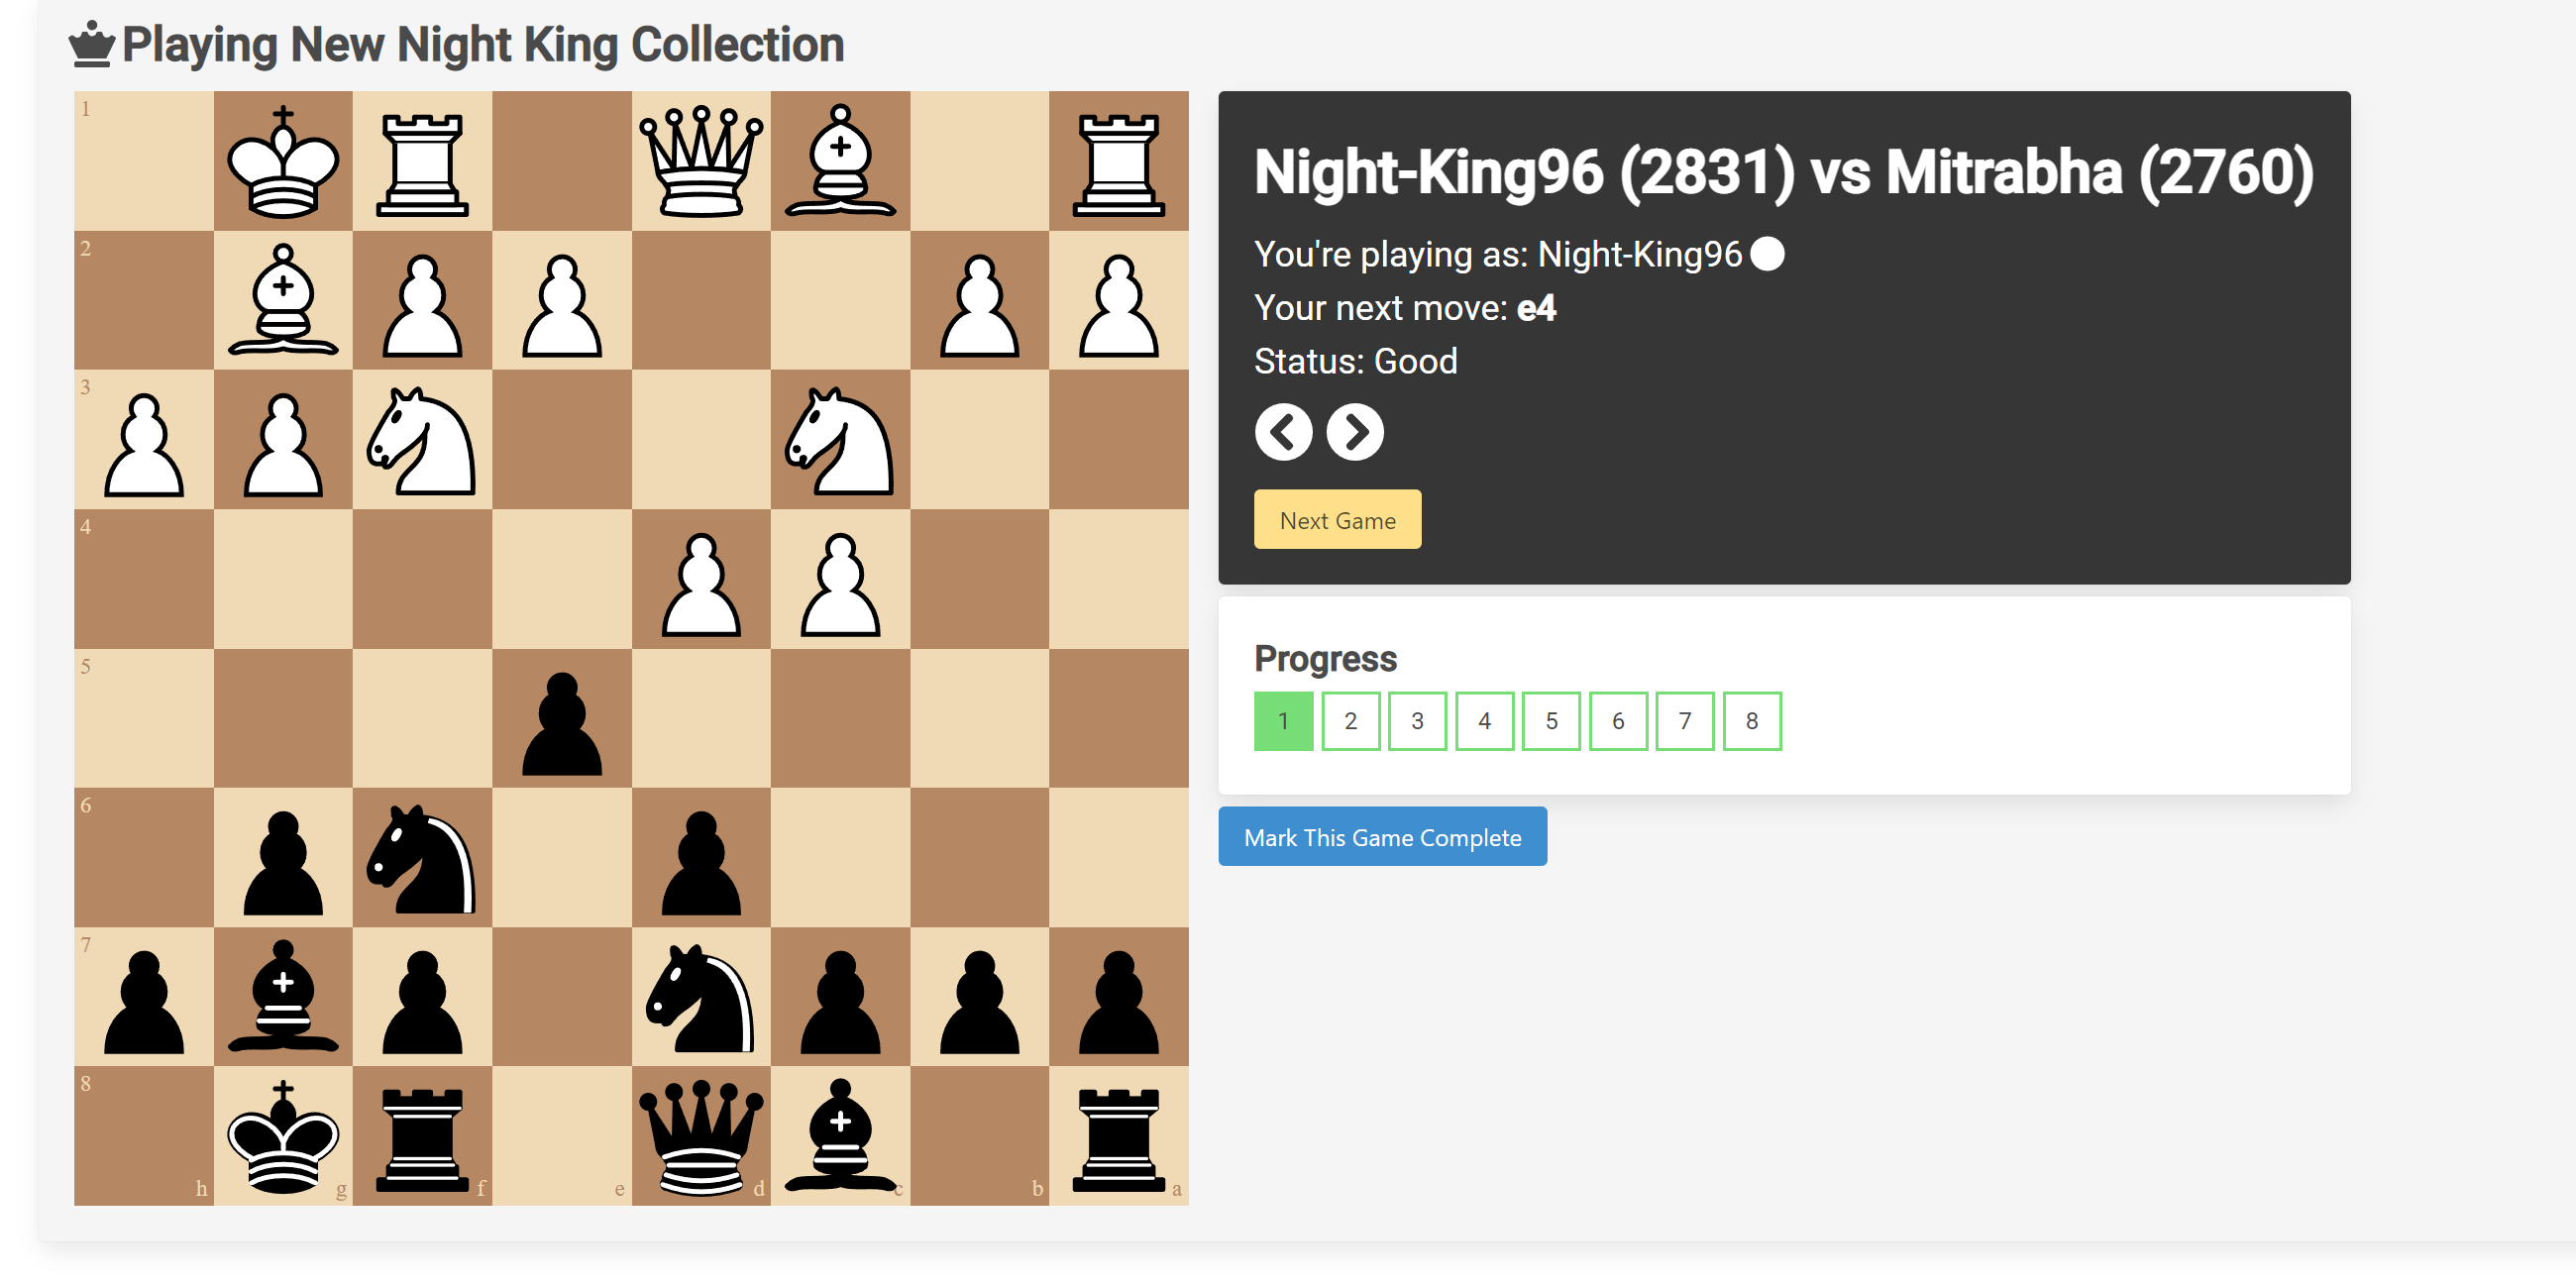 Playing New Night King Collection
1
2
3
4
5
6
7
8
h g f e d c b a
Night-King96 (2831) vs Mitrabha (2760)
You're playing as: Night-King96
Your next move: e4
Status: Good
Next Game
Progress
1 2 3 4 5 6 7 8
Mark This Game Complete